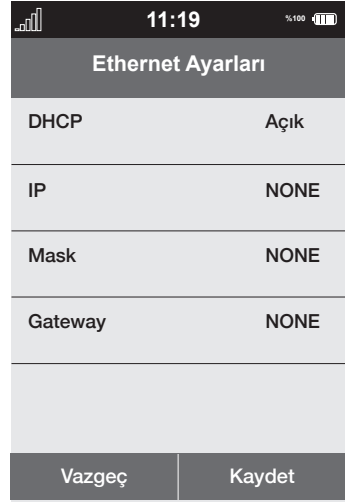 11:19 %100
Ethernet Ayarları
DHCP Açık
IP NONE
Mask NONE
Gateway NONE
Vazgeç Kaydet